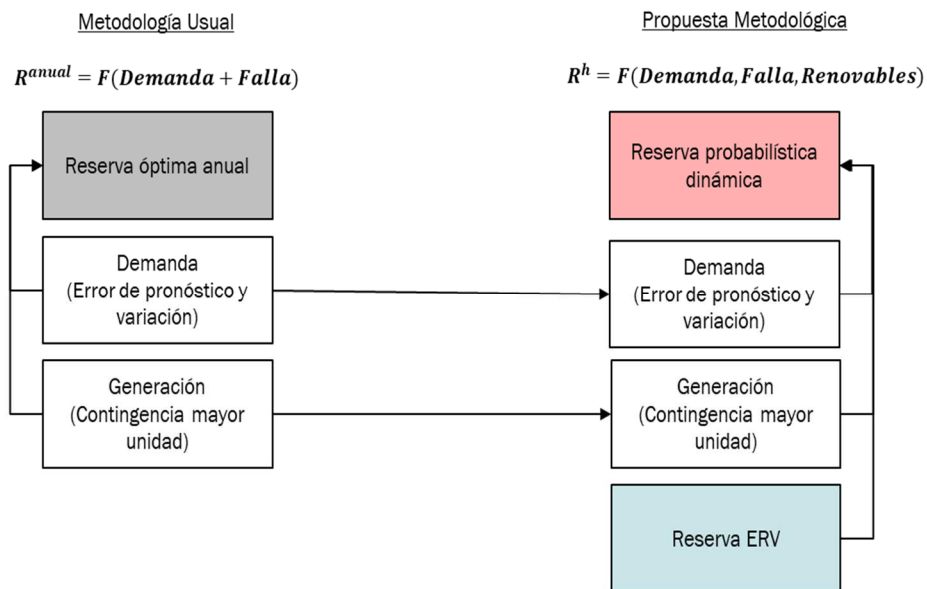 Metodología Usual
R^anual = F(Demanda + Falla)
Reserva óptima anual
Demanda
(Error de pronóstico y
variación)
Generación
(Contingencia mayor
unidad)
Propuesta Metodológica
R^h = F(Demanda, Falla, Renovables)
Reserva probabilística
dinámica
Demanda
(Error de pronóstico y
variación)
Generación
(Contingencia mayor
unidad)
Reserva ERV